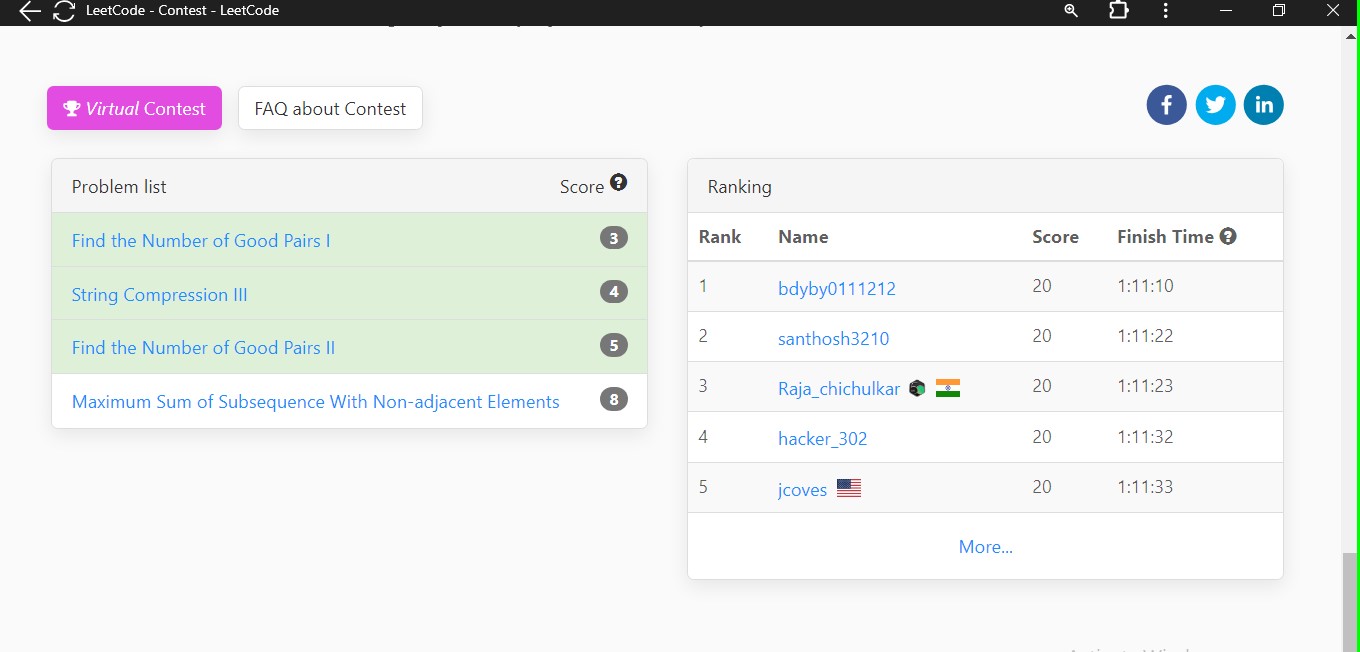 LeetCode - Contest - LeetCode
Virtual Contest
FAQ about Contest
f
in
Problem list Score ?
Find the Number of Good Pairs I 3
String Compression III 4
Find the Number of Good Pairs II 5
Maximum Sum of Subsequence With Non-adjacent Elements 8
Ranking
Rank Name Score Finish Time ?
1 bdyby0111212 20 1:11:10
2 santhosh3210 20 1:11:22
3 Raja_chichulkar 20 1:11:23
4 hacker_302 20 1:11:32
5 jcoves 20 1:11:33
More...